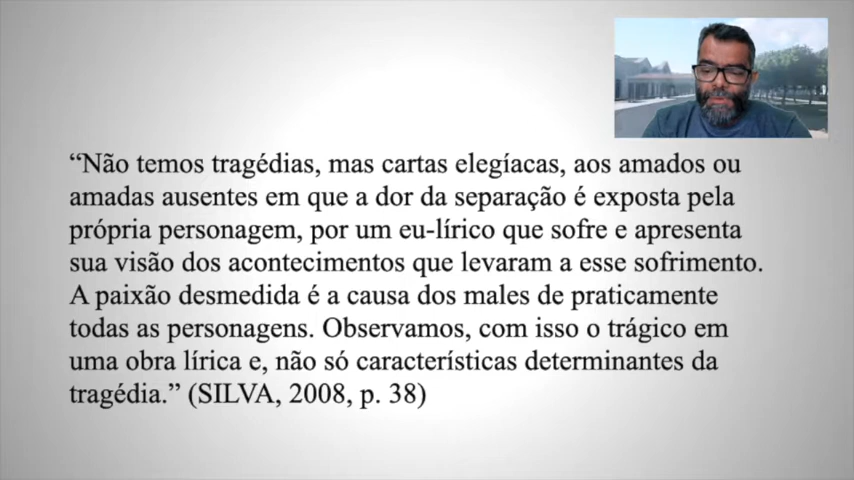 “Não temos tragédias, mas cartas elegíacas, aos amados ou
amadas ausentes em que a dor da separação é exposta pela
própria personagem, por um eu-lírico que sofre e apresenta
sua visão dos acontecimentos que levaram a esse sofrimento.
A paixão desmedida é a causa dos males de praticamente
todas as personagens. Observamos, com isso o trágico em
uma obra lírica e, não só características determinantes da
tragédia.” (SILVA, 2008, p. 38)